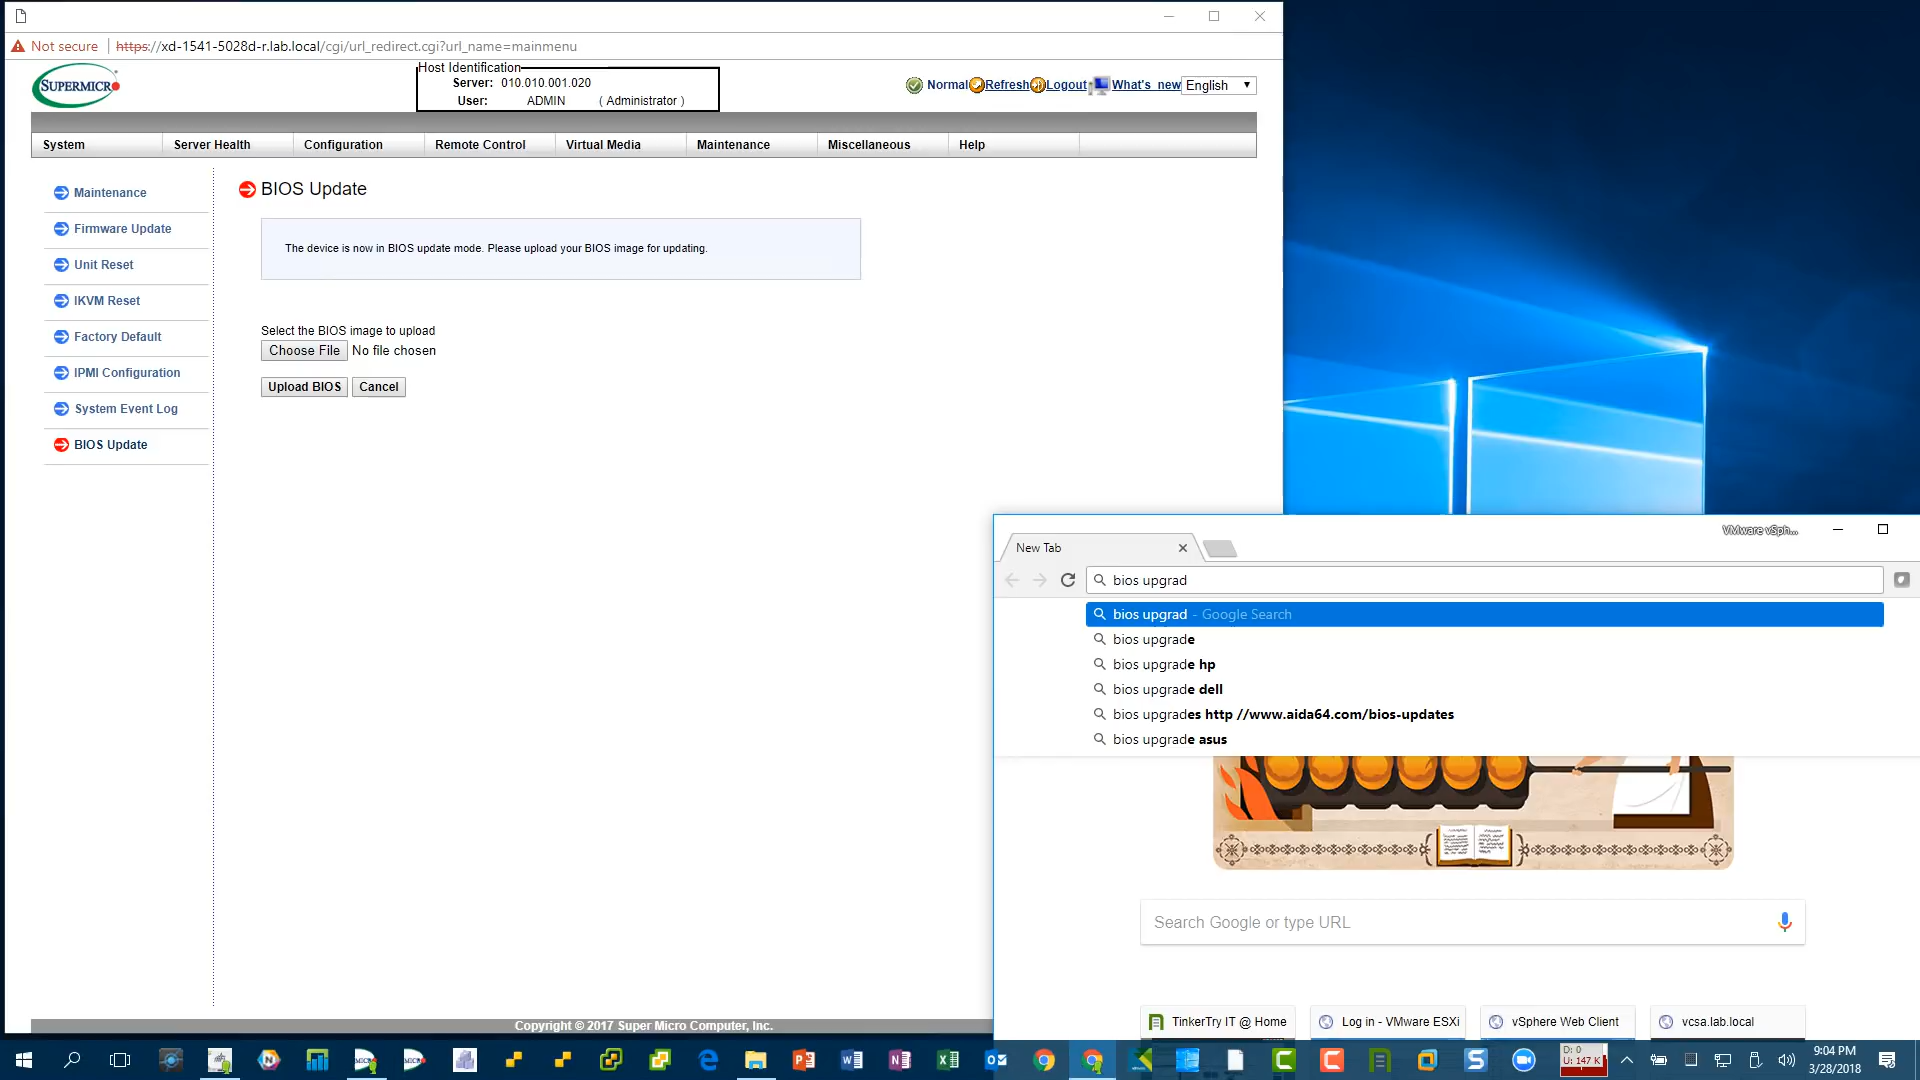 Not secure | https://xd-1541-5028d-r.lab.local/cgi/url_redirect.cgi?url_name=mainmenu
SUPERMICR
Host Identification
Server: 010.010.001.020
User: ADMIN ( Administrator )
Normal Refresh Logout What's new English
System Server Health Configuration Remote Control Virtual Media Maintenance Miscellaneous Help
Maintenance
Firmware Update
Unit Reset
IKVM Reset
Factory Default
IPMI Configuration
System Event Log
BIOS Update
BIOS Update
The device is now in BIOS update mode. Please upload your BIOS image for updating.
Select the BIOS image to upload
Choose File No file chosen
Upload BIOS Cancel
Copyright © 2017 Super Micro Computer, Inc.
VMware vSph...
New Tab
bios upgrad
bios upgrad - Google Search
bios upgrade
bios upgrade hp
bios upgrade dell
bios upgrades http //www.aida64.com/bios-updates
bios upgrade asus
Search Google or type URL
TinkerTry IT @ Home Log in - VMware ESXi vSphere Web Client vcsa.lab.local
D: 0
U: 147 K
9:04 PM
3/28/2018